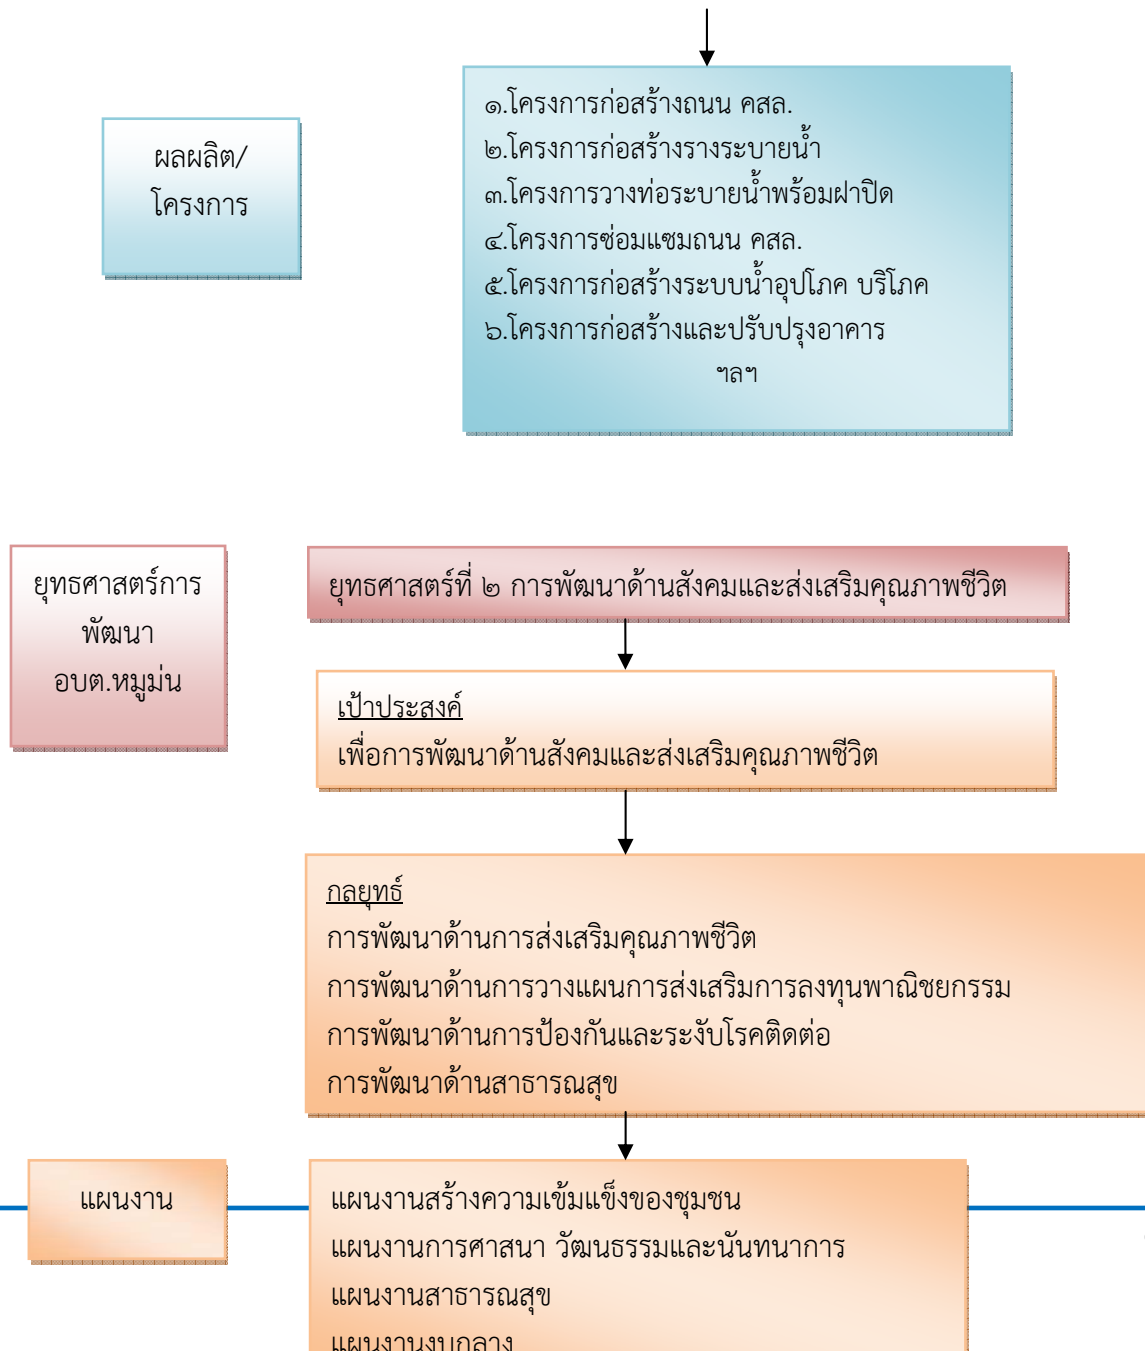 ผลผลิต/
โครงการ
๑.โครงการก่อสร้างถนน คสล.
๒.โครงการก่อสร้างรางระบายน้ำ
๓.โครงการวางท่อระบายน้ำพร้อมฝาปิด
๔.โครงการซ่อมแซมถนน คสล.
๕.โครงการก่อสร้างระบบน้ำอุปโภค บริโภค
๖.โครงการก่อสร้างและปรับปรุงอาคาร
ฯลฯ
ยุทธศาสตร์การ
พัฒนา
อบต.หมูม่น
ยุทธศาสตร์ที่ ๒ การพัฒนาด้านสังคมและส่งเสริมคุณภาพชีวิต
เป้าประสงค์
เพื่อการพัฒนาด้านสังคมและส่งเสริมคุณภาพชีวิต
กลยุทธ์
การพัฒนาด้านการส่งเสริมคุณภาพชีวิต
การพัฒนาด้านการวางแผนการส่งเสริมการลงทุนพาณิชยกรรม
การพัฒนาด้านการป้องกันและระงับโรคติดต่อ
การพัฒนาด้านสาธารณสุข
แผนงาน
แผนงานสร้างความเข้มแข็งของชุมชน
แผนงานการศาสนา วัฒนธรรมและนันทนาการ
แผนงานสาธารณสุข
แผนงานงบกลาง